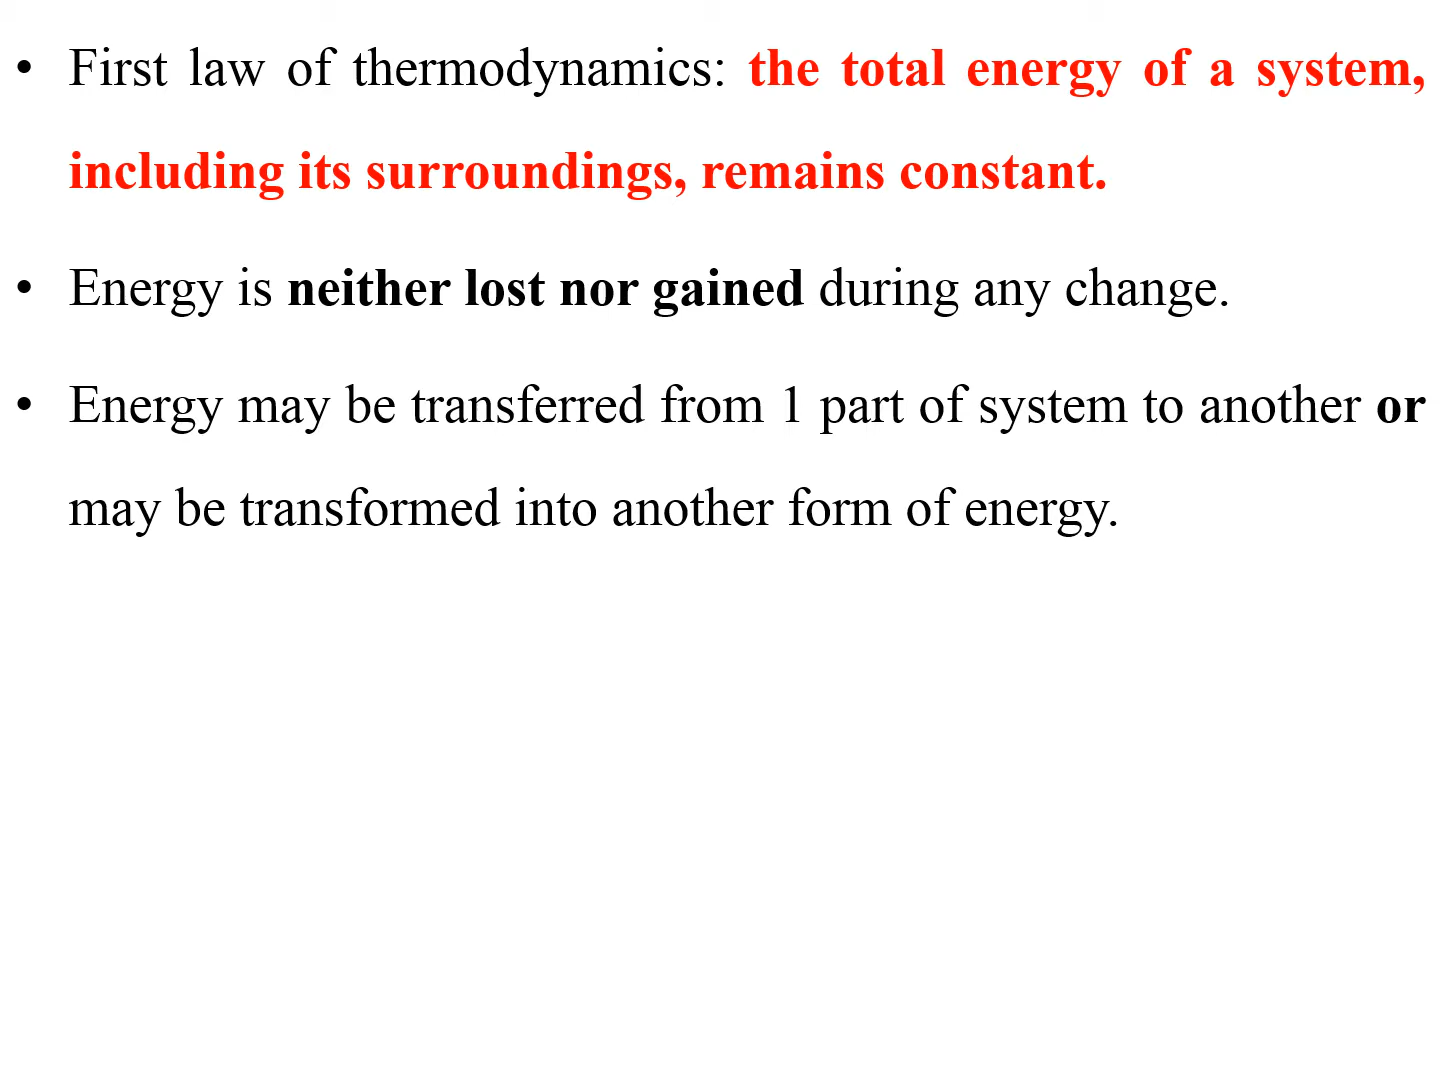 • First law of thermodynamics: the total energy of a system,
including its surroundings, remains constant.
• Energy is neither lost nor gained during any change.
• Energy may be transferred from 1 part of system to another or
may be transformed into another form of energy.